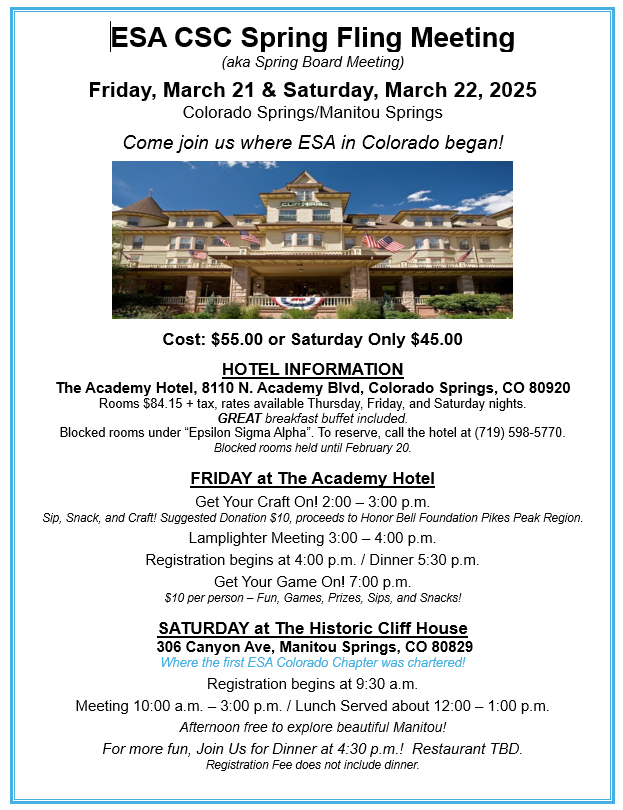 ESA CSC Spring Fling Meeting
(aka Spring Board Meeting)
Friday, March 21 & Saturday, March 22, 2025
Colorado Springs/Manitou Springs
Come join us where ESA in Colorado began!
CLIFF HOUSE
Cost: $55.00 or Saturday Only $45.00
HOTEL INFORMATION
The Academy Hotel, 8110 N. Academy Blvd, Colorado Springs, CO 80920
Rooms $84.15 + tax, rates available Thursday, Friday, and Saturday nights.
GREAT breakfast buffet included.
Blocked rooms under “Epsilon Sigma Alpha”. To reserve, call the hotel at (719) 598-5770.
Blocked rooms held until February 20.
FRIDAY at The Academy Hotel
Get Your Craft On! 2:00 – 3:00 p.m.
Sip, Snack, and Craft! Suggested Donation $10, proceeds to Honor Bell Foundation Pikes Peak Region.
Lamplighter Meeting 3:00 – 4:00 p.m.
Registration begins at 4:00 p.m. / Dinner 5:30 p.m.
Get Your Game On! 7:00 p.m.
$10 per person – Fun, Games, Prizes, Sips, and Snacks!
SATURDAY at The Historic Cliff House
306 Canyon Ave, Manitou Springs, CO 80829
Where the first ESA Colorado Chapter was chartered!
Registration begins at 9:30 a.m.
Meeting 10:00 a.m. – 3:00 p.m. / Lunch Served about 12:00 – 1:00 p.m.
Afternoon free to explore beautiful Manitou!
For more fun, Join Us for Dinner at 4:30 p.m.! Restaurant TBD.
Registration Fee does not include dinner.